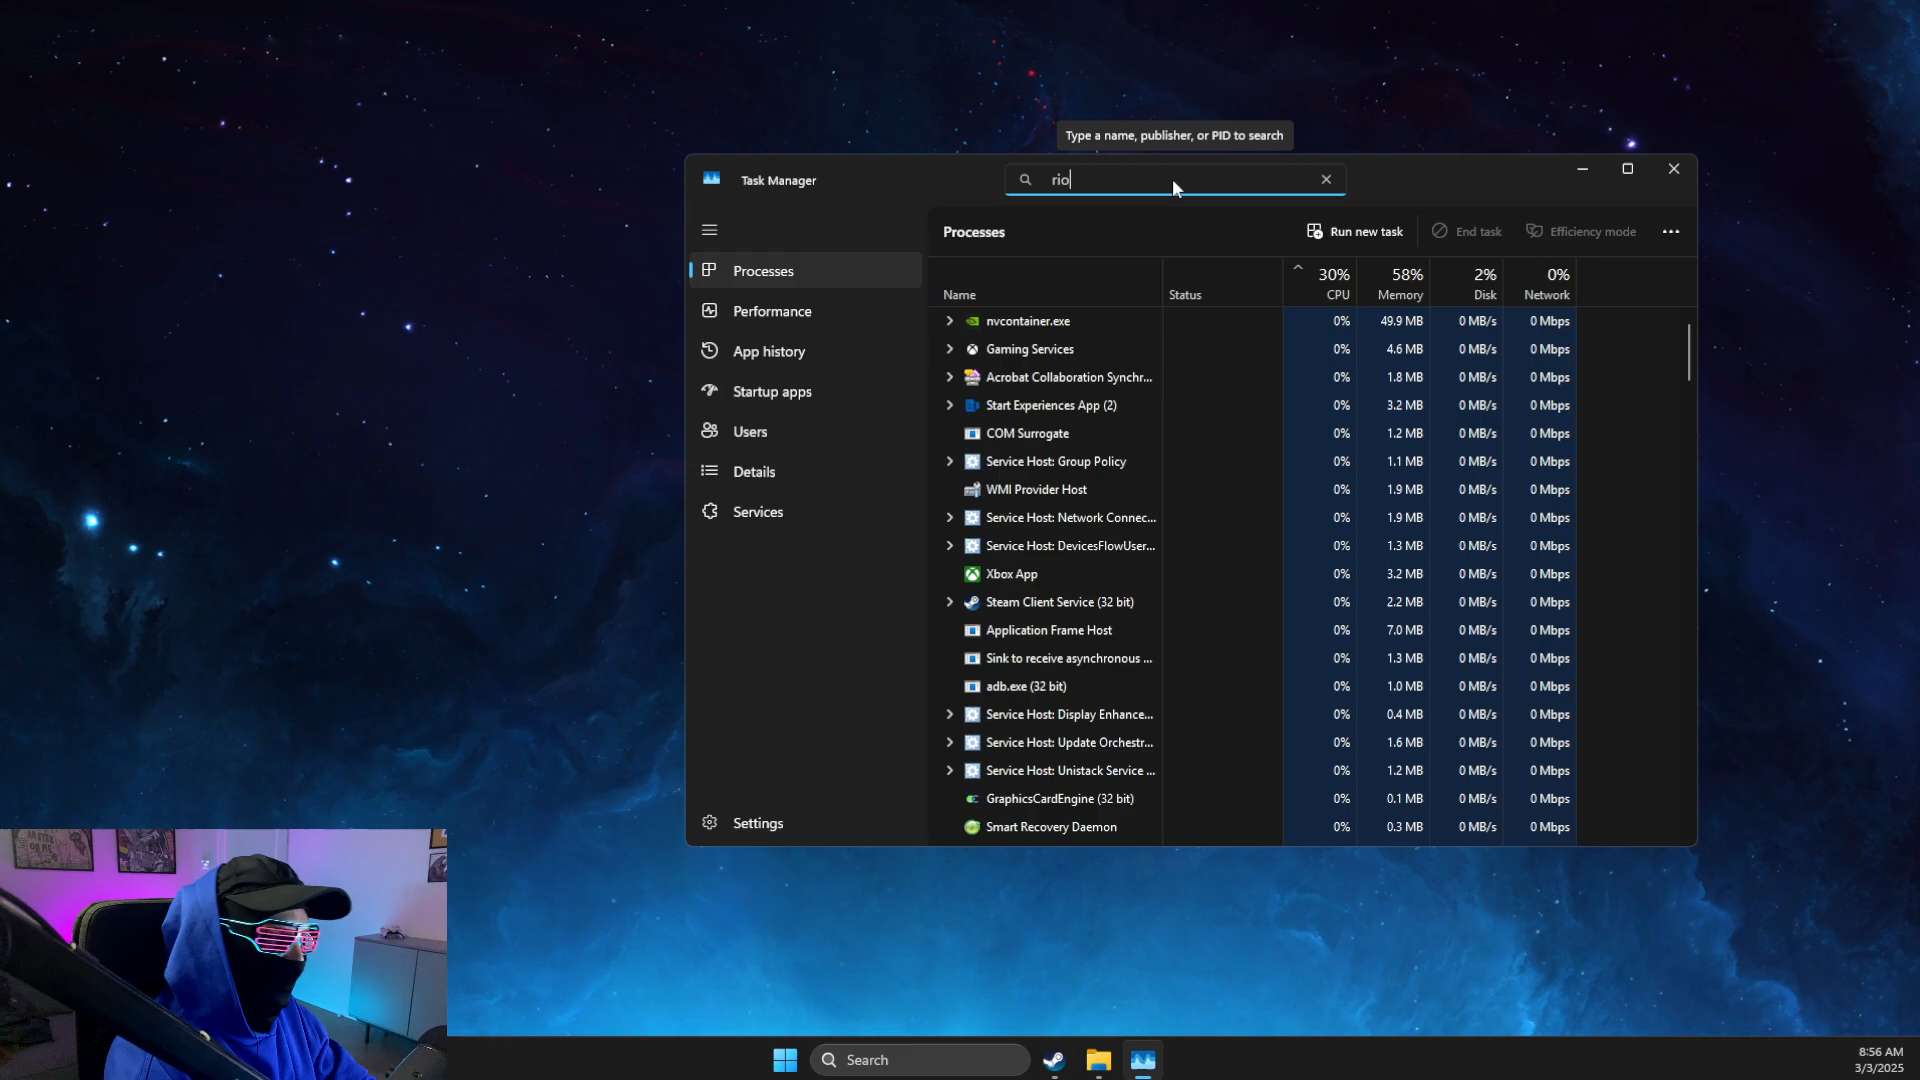 Type a name, publisher, or PID to search
Task Manager
rio
Processes
Run new task
End task
Efficiency mode
Processes
Performance
App history
Startup apps
Users
Details
Services
Settings
30% 58% 2% 0%
Name Status CPU Memory Disk Network
nvcontainer.exe 0% 49.9 MB 0 MB/s 0 Mbps
Gaming Services 0% 4.6 MB 0 MB/s 0 Mbps
Acrobat Collaboration Synchr... 0% 1.8 MB 0 MB/s 0 Mbps
Start Experiences App (2) 0% 3.2 MB 0 MB/s 0 Mbps
COM Surrogate 0% 1.2 MB 0 MB/s 0 Mbps
Service Host: Group Policy 0% 1.1 MB 0 MB/s 0 Mbps
WMI Provider Host 0% 1.9 MB 0 MB/s 0 Mbps
Service Host: Network Connec... 0% 1.9 MB 0 MB/s 0 Mbps
Service Host: DevicesFlowUser... 0% 1.3 MB 0 MB/s 0 Mbps
Xbox App 0% 3.2 MB 0 MB/s 0 Mbps
Steam Client Service (32 bit) 0% 2.2 MB 0 MB/s 0 Mbps
Application Frame Host 0% 7.0 MB 0 MB/s 0 Mbps
Sink to receive asynchronous ... 0% 1.3 MB 0 MB/s 0 Mbps
adb.exe (32 bit) 0% 1.0 MB 0 MB/s 0 Mbps
Service Host: Display Enhance... 0% 0.4 MB 0 MB/s 0 Mbps
Service Host: Update Orchestr... 0% 1.6 MB 0 MB/s 0 Mbps
Service Host: Unistack Service ... 0% 1.2 MB 0 MB/s 0 Mbps
GraphicsCardEngine (32 bit) 0% 0.1 MB 0 MB/s 0 Mbps
Smart Recovery Daemon 0% 0.3 MB 0 MB/s 0 Mbps
Search
8:56 AM
3/3/2025